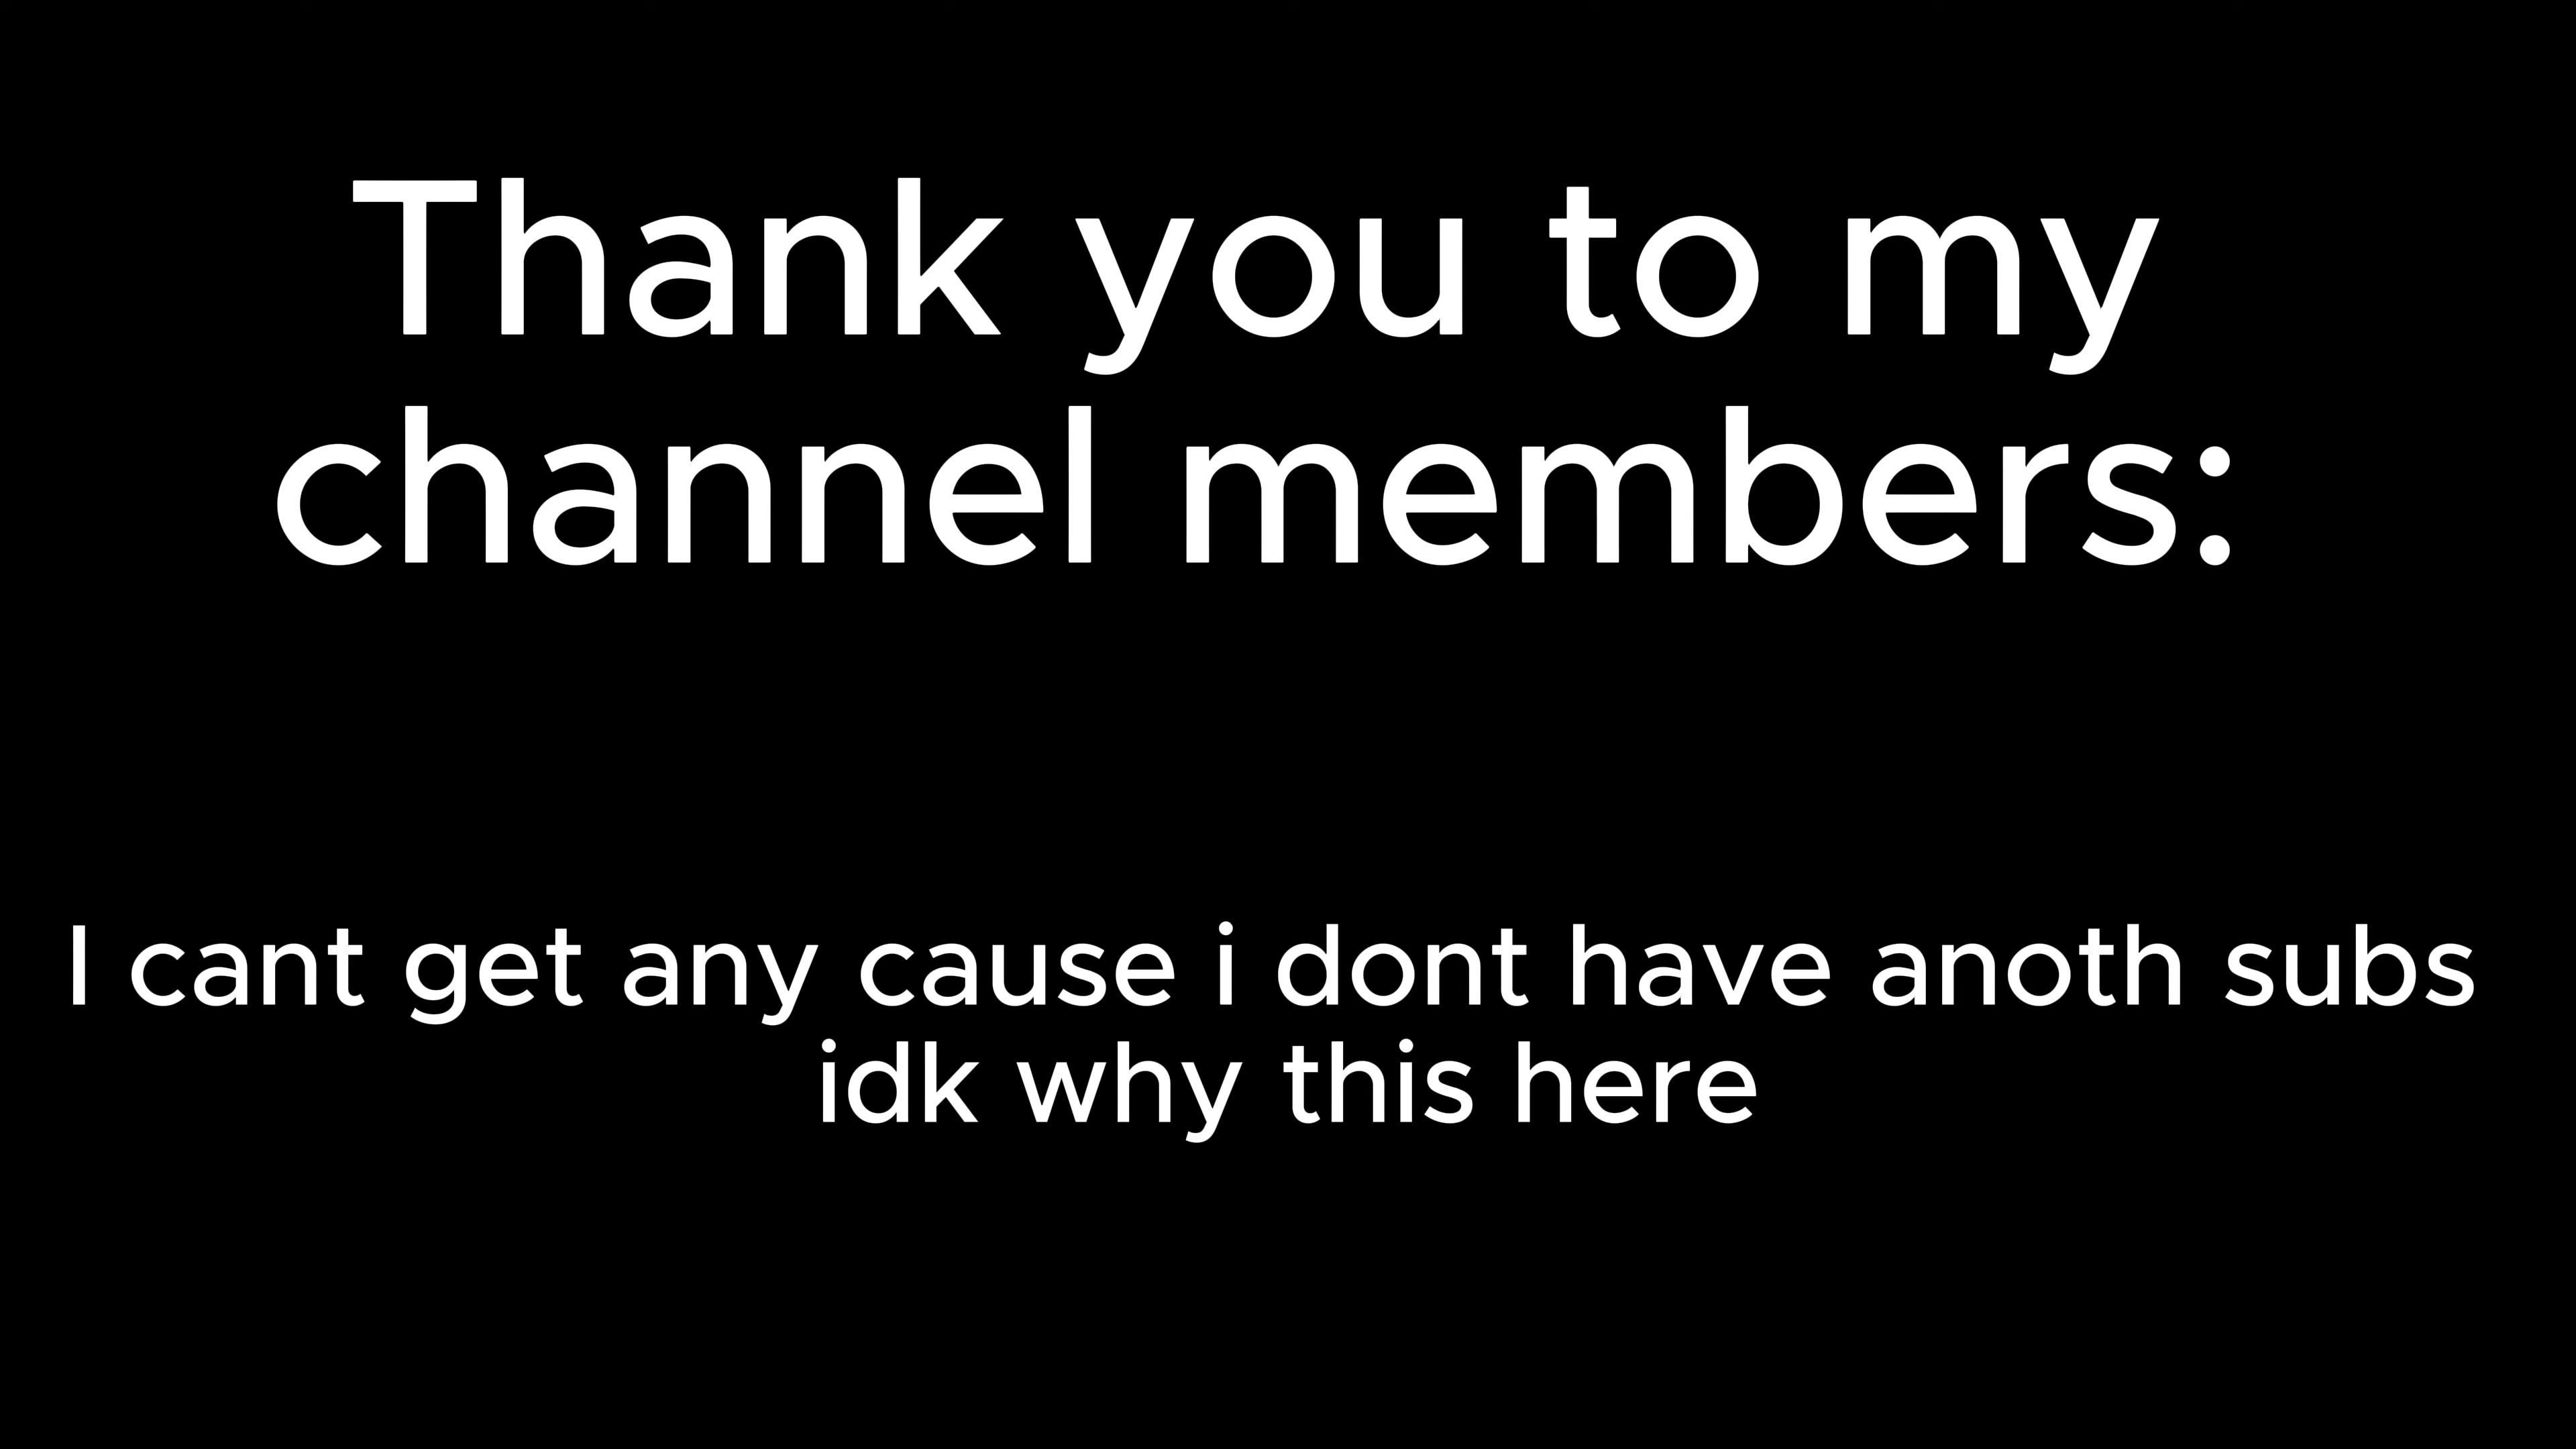 Thank you to my
channel members:
I cant get any cause i dont have anoth subs
idk why this here